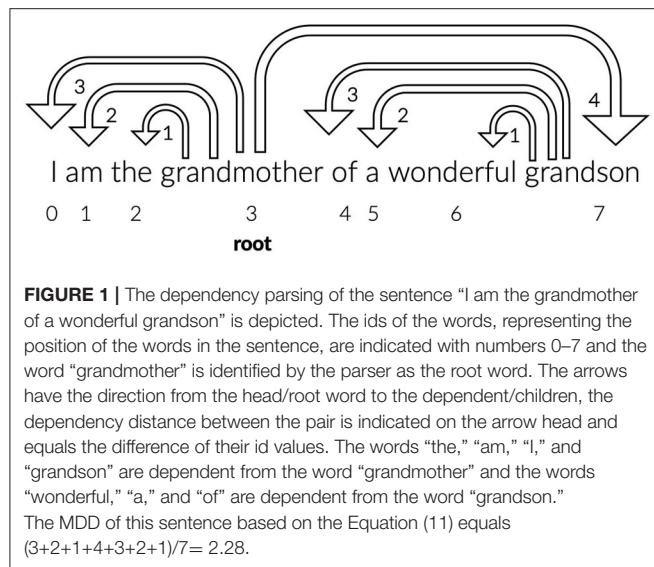 3 2 1 3 2 1 4
I am the grandmother of a wonderful grandson
0 1 2 3 4 5 6 7
root
FIGURE 1 | The dependency parsing of the sentence “I am the grandmother
of a wonderful grandson” is depicted. The ids of the words, representing the
position of the words in the sentence, are indicated with numbers 0–7 and the
word “grandmother” is identified by the parser as the root word. The arrows
have the direction from the head/root word to the dependent/children, the
dependency distance between the pair is indicated on the arrow head and
equals the difference of their id values. The words “the,” “am,” “I,” and
“grandson” are dependent from the word “grandmother” and the words
“wonderful,” “a,” and “of” are dependent from the word “grandson.”
The MDD of this sentence based on the Equation (11) equals
(3+2+1+4+3+2+1)/7= 2.28.